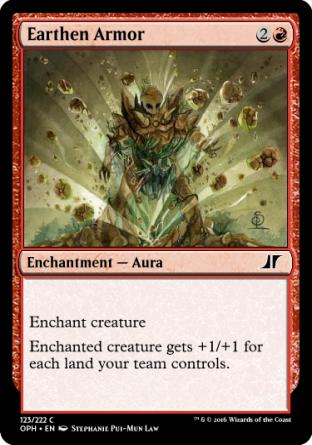 Earthen Armor 2
Enchantment — Aura
Enchant creature
Enchanted creature gets +1/+1 for
each land your team controls.
123/222 C
OPH • EN Stephanie Pui-Mun Law
™ & © 2016 Wizards of the Coast